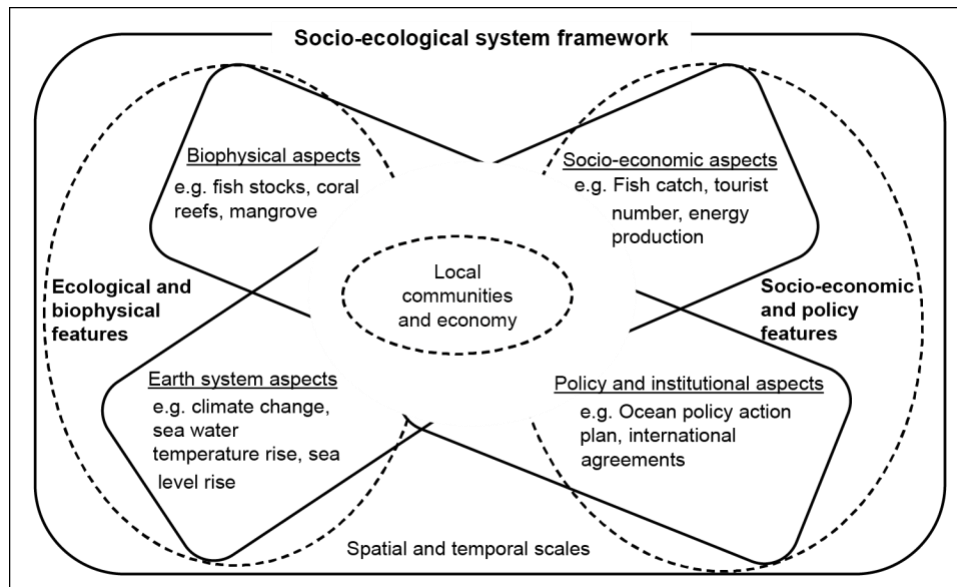 Socio-ecological system framework
Biophysical aspects
e.g. fish stocks, coral
reefs, mangrove
Socio-economic aspects
e.g. Fish catch, tourist
number, energy
production
Ecological and
biophysical
features
Local
communities
and economy
Socio-economic
and policy
features
Earth system aspects
e.g. climate change,
sea water
temperature rise, sea
level rise
Policy and institutional aspects
e.g. Ocean policy action
plan, international
agreements
Spatial and temporal scales